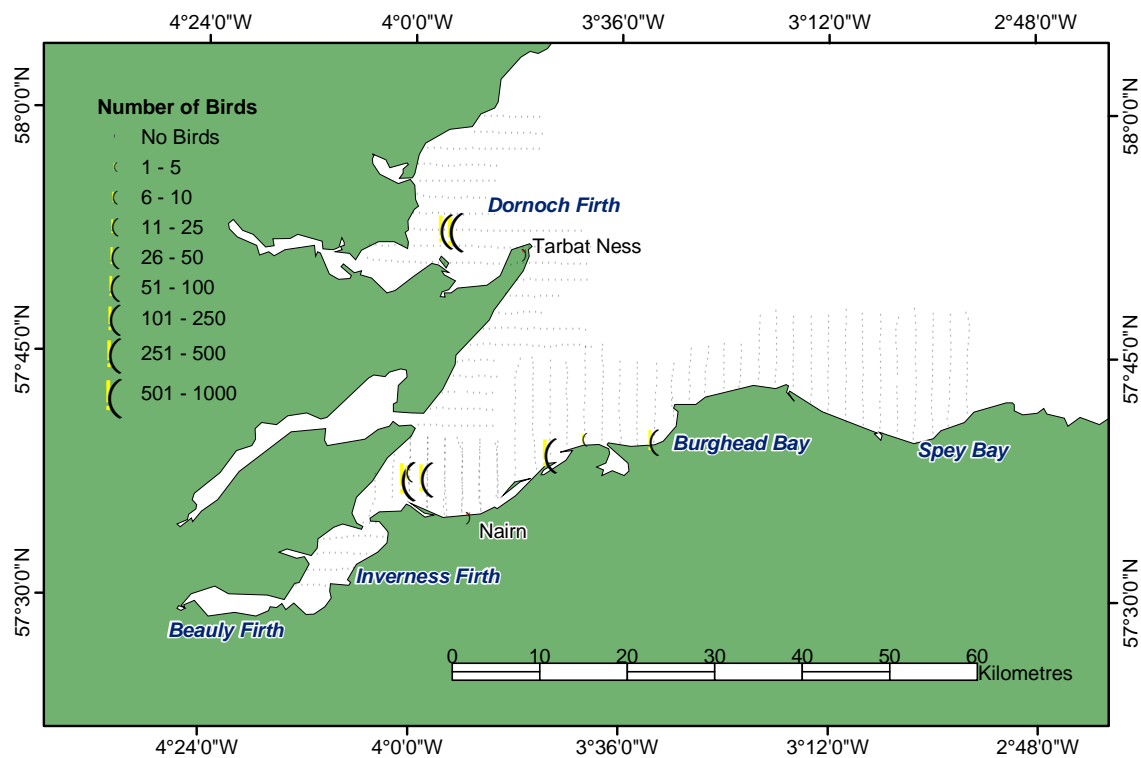 4°24'0"W 4°0'0"W 3°36'0"W 3°12'0"W 2°48'0"W
58°0'0"N
58°0'0"N
Number of Birds
No Birds
1 - 5
6 - 10
11 - 25
26 - 50
51 - 100
101 - 250
251 - 500
501 - 1000
Dornoch Firth
Tarbat Ness
57°45'0"N
57°45'0"N
Burghead Bay
Spey Bay
Nairn
Inverness Firth
Beauly Firth
57°30'0"N
57°30'0"N
0 10 20 30 40 50 60
Kilometres
4°24'0"W 4°0'0"W 3°36'0"W 3°12'0"W 2°48'0"W